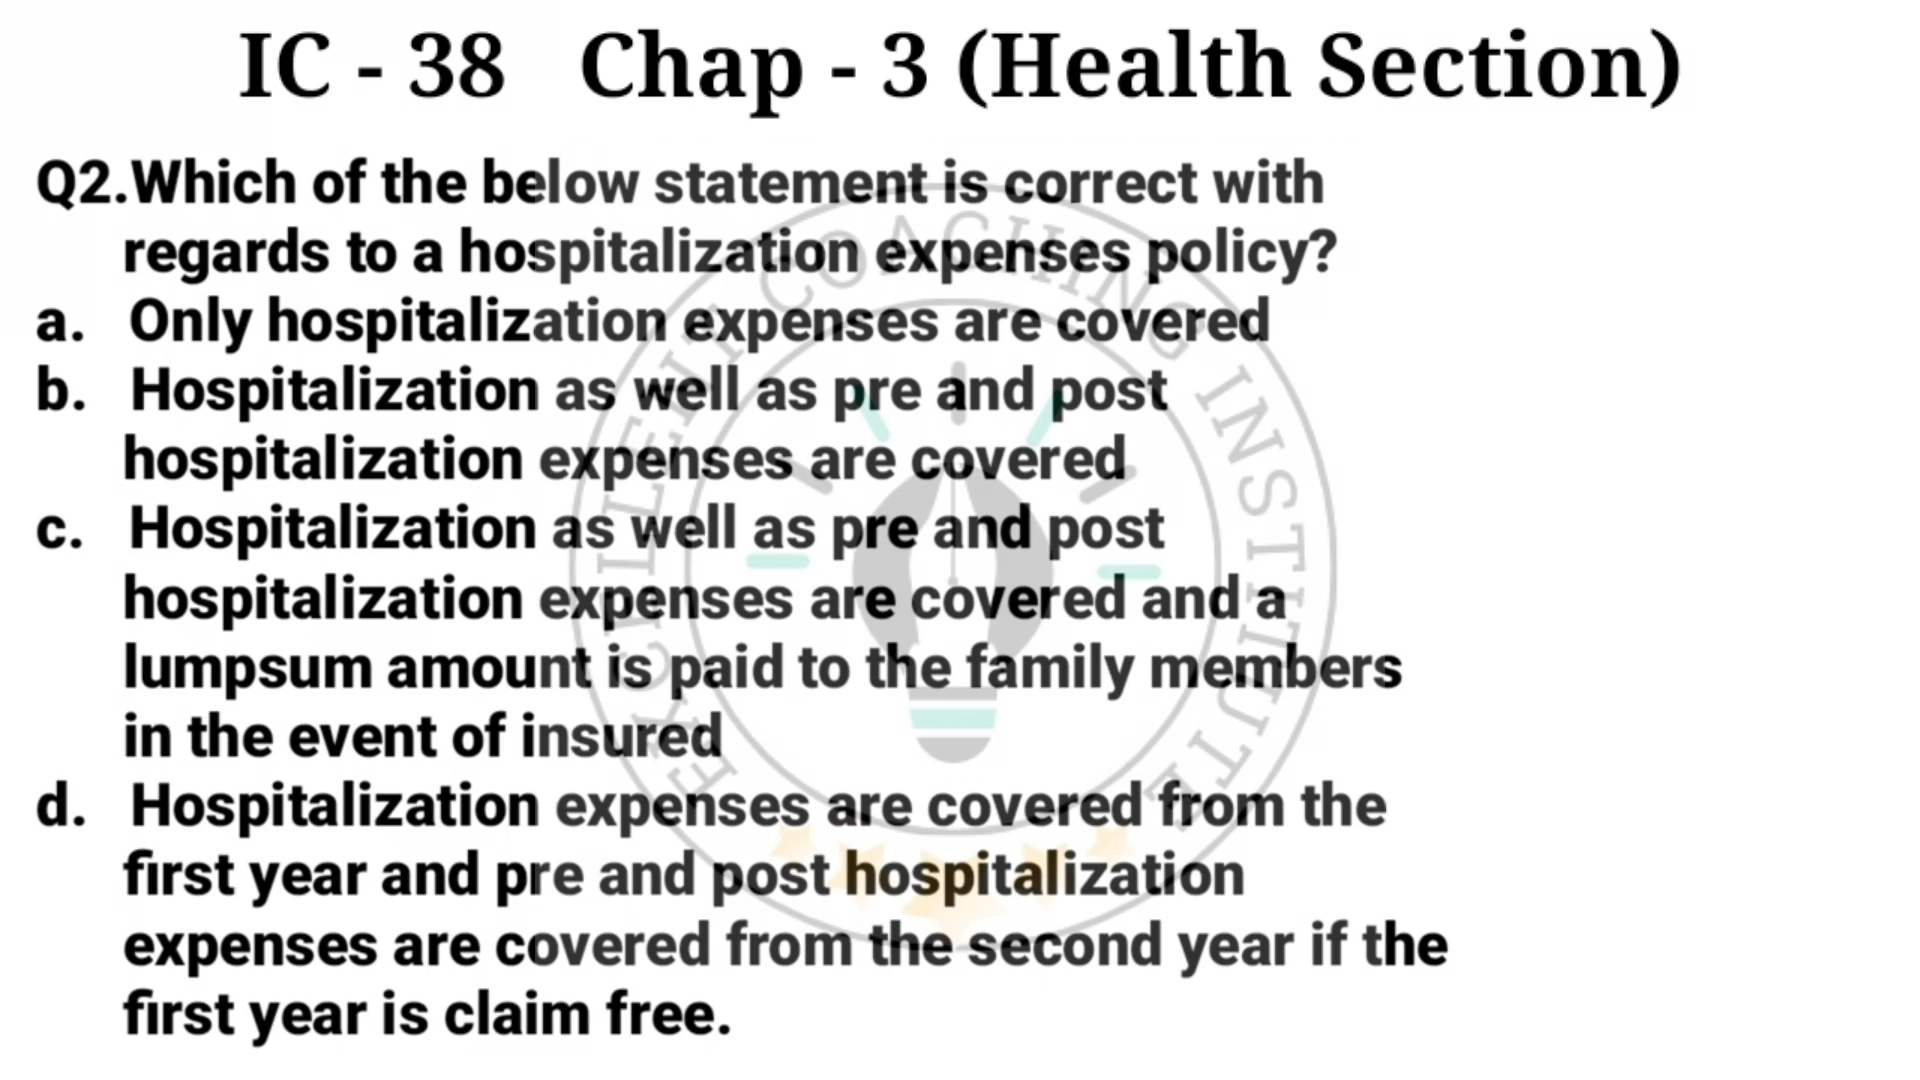 IC - 38 Chap - 3 (Health Section)
Q2.Which of the below statement is correct with
regards to a hospitalization expenses policy?
a. Only hospitalization expenses are covered
b. Hospitalization as well as pre and post
hospitalization expenses are covered
c. Hospitalization as well as pre and post
hospitalization expenses are covered and a
lumpsum amount is paid to the family members
in the event of insured
d. Hospitalization expenses are covered from the
first year and pre and post hospitalization
expenses are covered from the second year if the
first year is claim free.
COACHING INSTITUTE